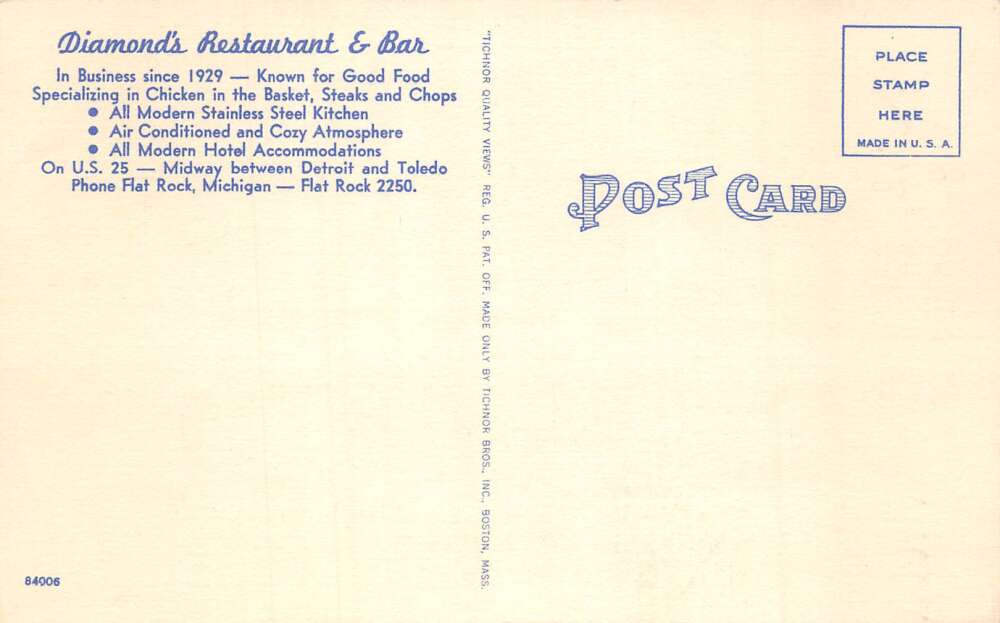 Diamond's Restaurant & Bar
In Business since 1929 — Known for Good Food
Specializing in Chicken in the Basket, Steaks and Chops
● All Modern Stainless Steel Kitchen
● Air Conditioned and Cozy Atmosphere
● All Modern Hotel Accommodations
On U.S. 25 — Midway between Detroit and Toledo
Phone Flat Rock, Michigan — Flat Rock 2250.
84006
"TICHNOR QUALITY VIEWS" REG. U. S. PAT. OFF. MADE ONLY BY TICHNOR BROS., INC., BOSTON, MASS.
POST CARD
PLACE
STAMP
HERE
MADE IN U. S. A.